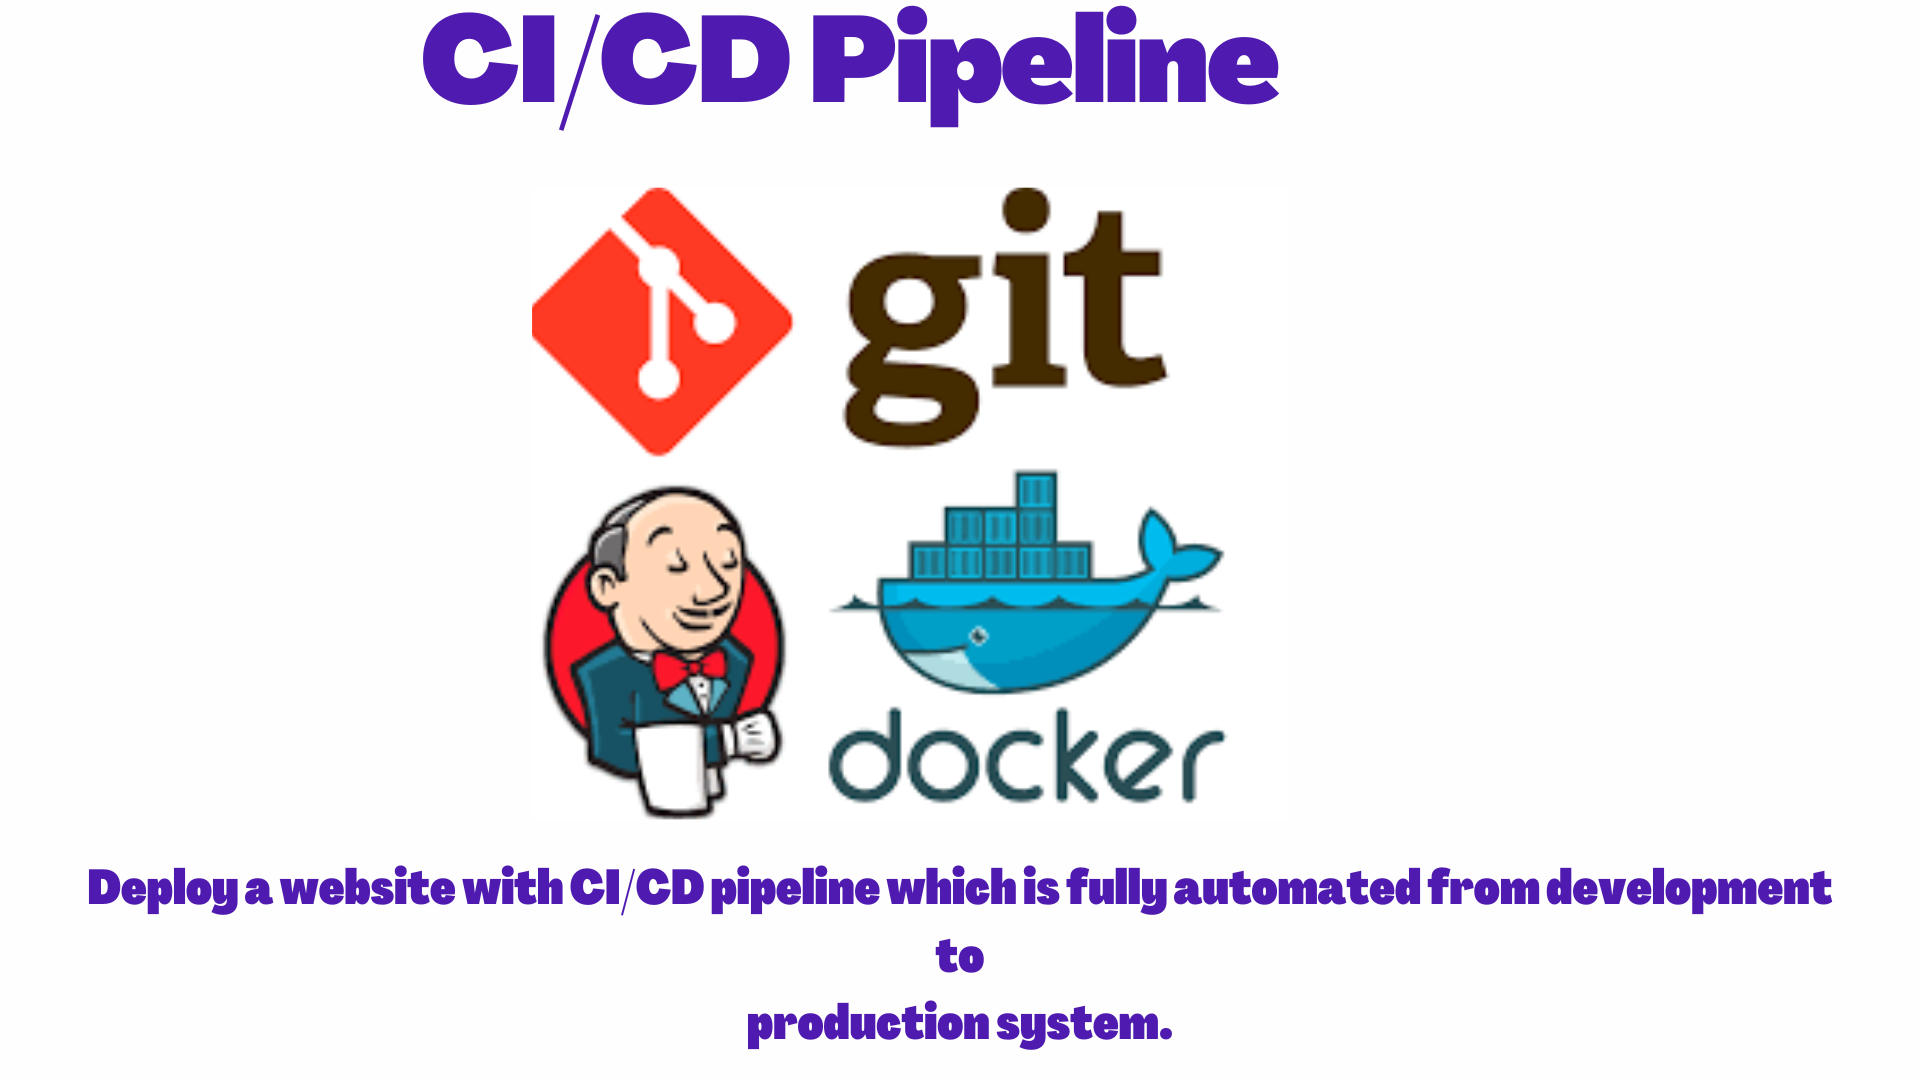 CI/CD Pipeline
git
docker
Deploy a website with CI/CD pipeline which is fully automated from development
to
production system.